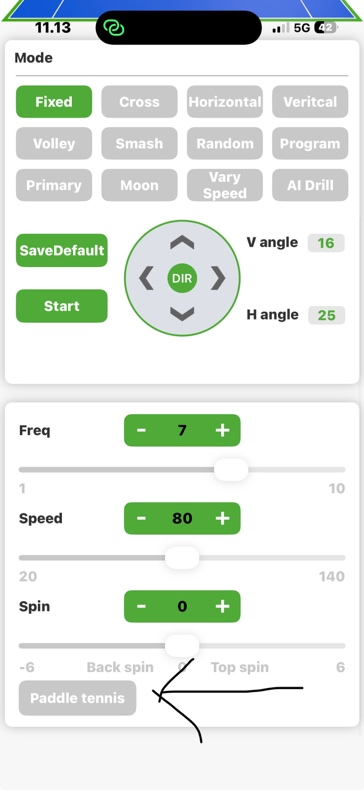 11.13 5G 42
Mode
Fixed Cross Horizontal Veritcal
Volley Smash Random Program
Primary Moon Vary Speed AI Drill
SaveDefault
Start
DIR
V angle 16
H angle 25
Freq - 7 +
1 10
Speed - 80 +
20 140
Spin - 0 +
-6 Back spin 0 Top spin 6
Paddle tennis